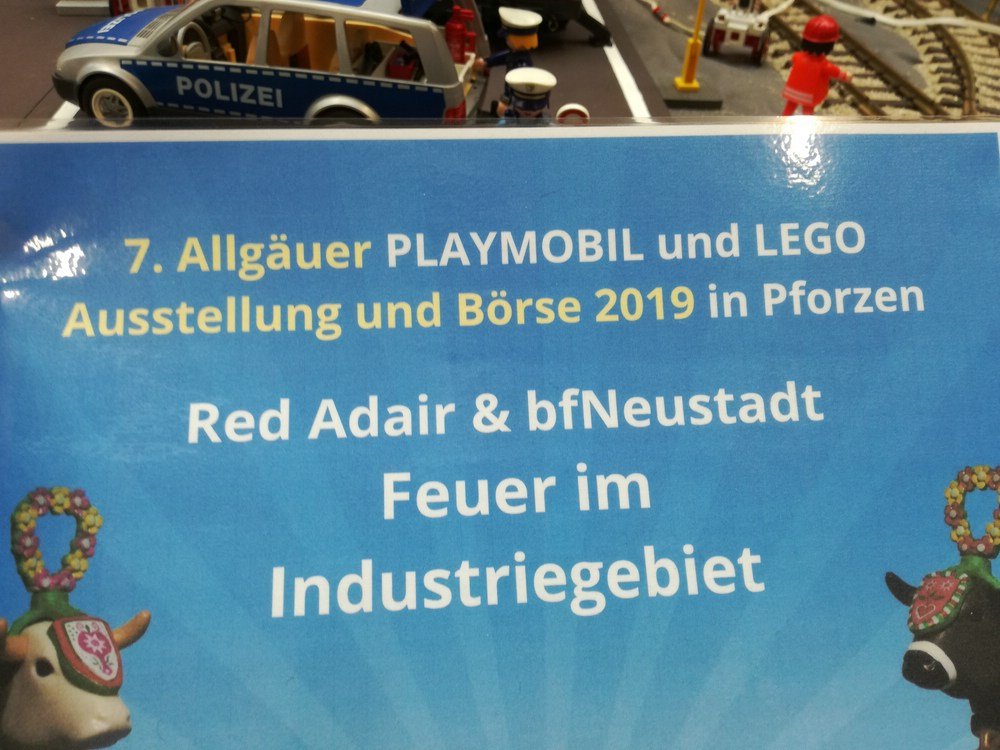 POLIZEI
7. Allgäuer PLAYMOBIL und LEGO
Ausstellung und Börse 2019 in Pforzen
Red Adair & bfNeustadt
Feuer im
Industriegebiet